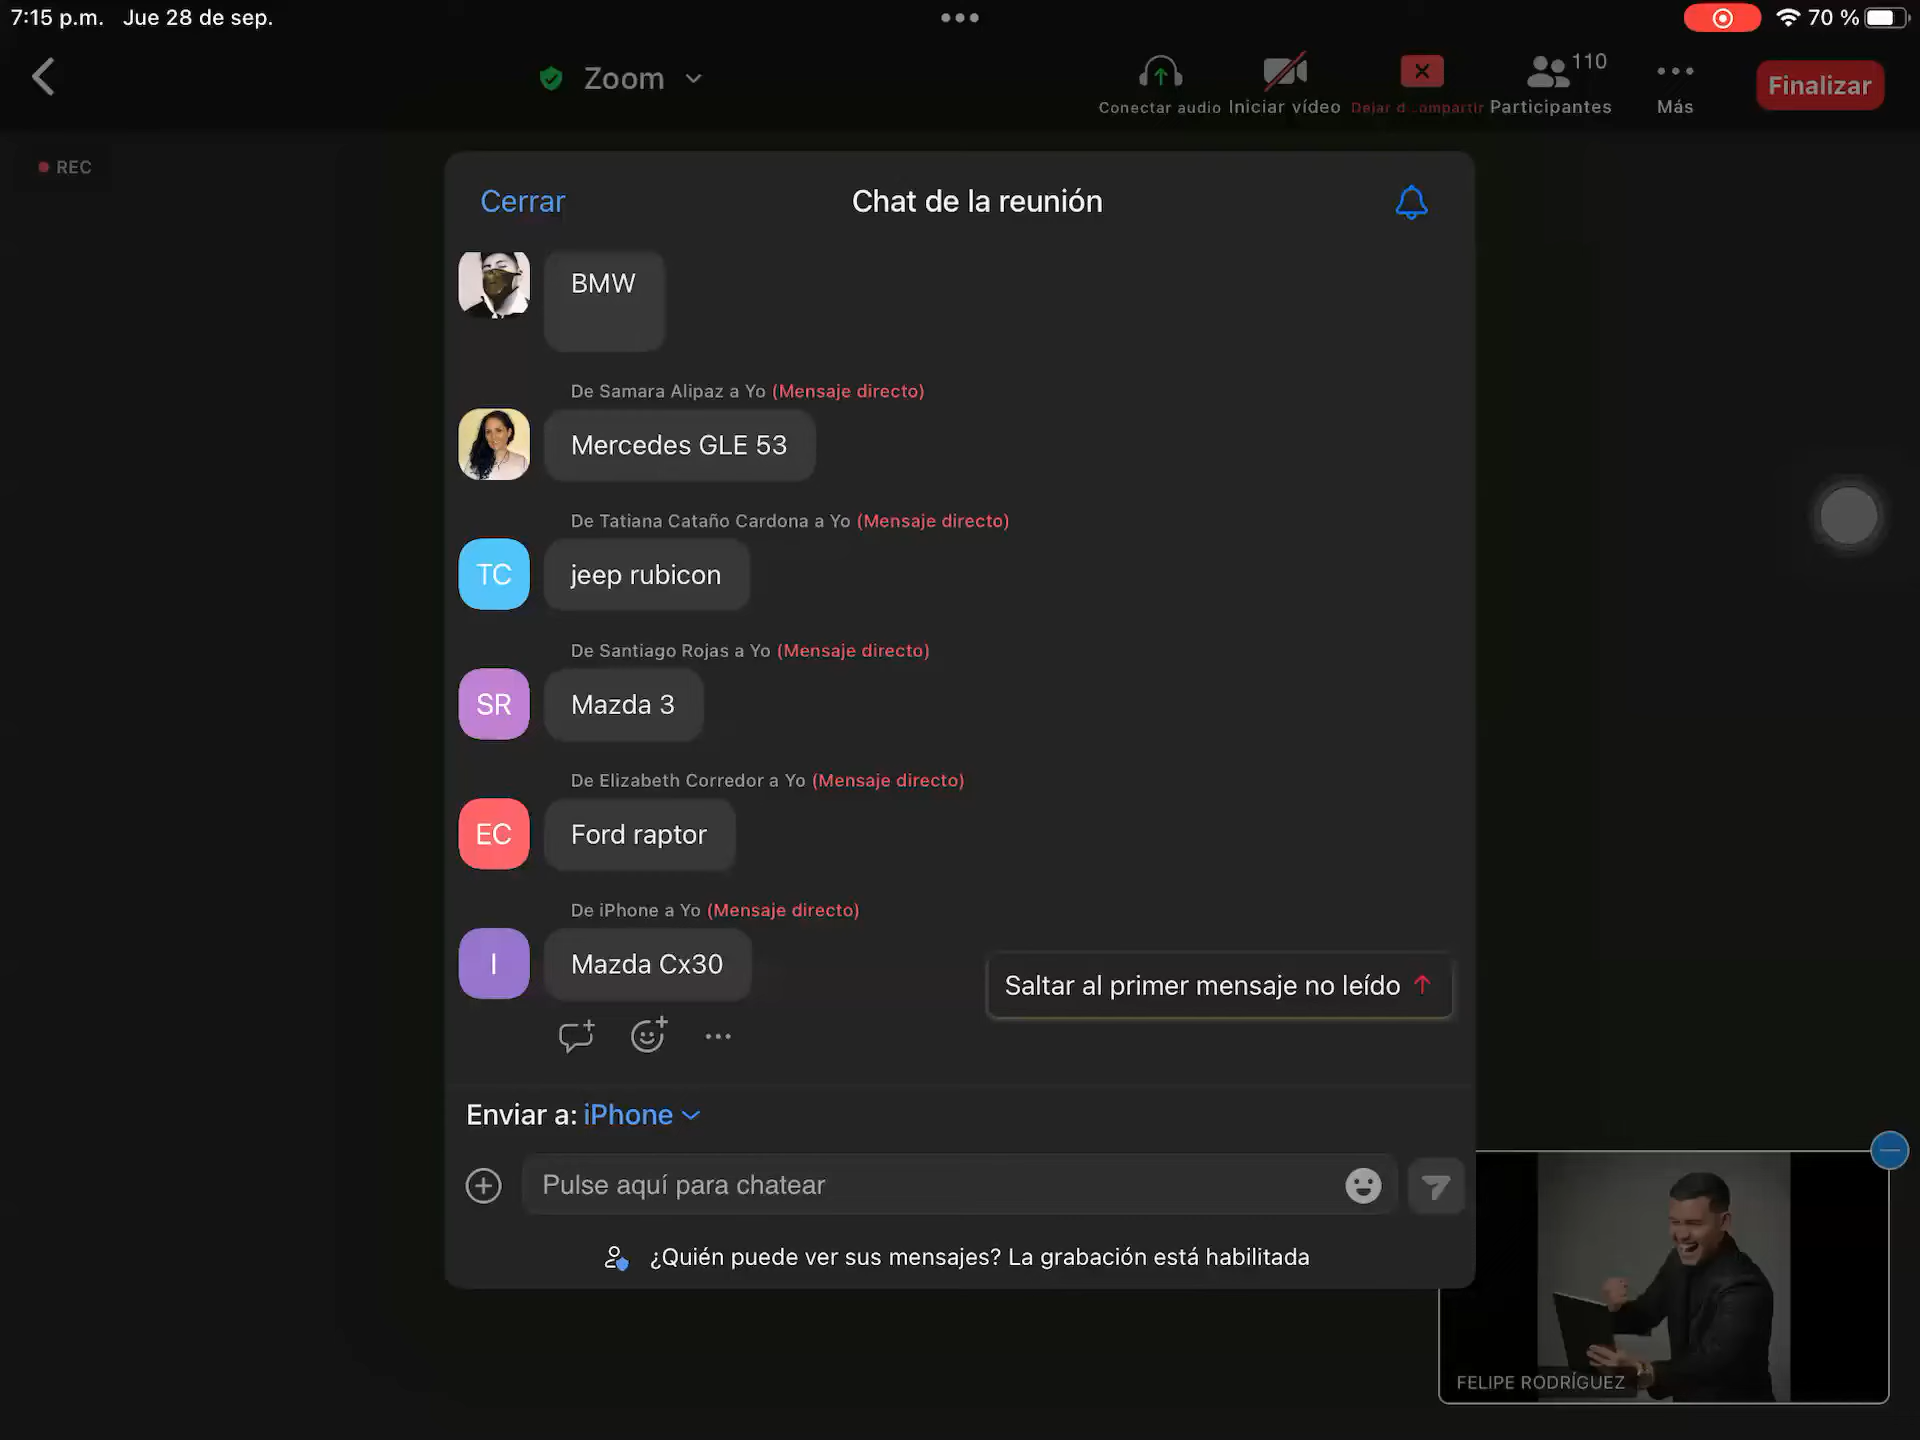 7:15 p.m. Jue 28 de sep.
70 %
Zoom
110
Conectar audio
Iniciar vídeo
Participantes
Más
Finalizar
REC
Cerrar
Chat de la reunión
BMW
De Samara Alipaz a Yo (Mensaje directo)
Mercedes GLE 53
De Tatiana Cataño Cardona a Yo (Mensaje directo)
TC
jeep rubicon
De Santiago Rojas a Yo (Mensaje directo)
SR
Mazda 3
De Elizabeth Corredor a Yo (Mensaje directo)
EC
Ford raptor
De iPhone a Yo (Mensaje directo)
I
Mazda Cx30
Saltar al primer mensaje no leído
Enviar a: iPhone
Pulse aquí para chatear
¿Quién puede ver sus mensajes? La grabación está habilitada
FELIPE RODRÍGUEZ